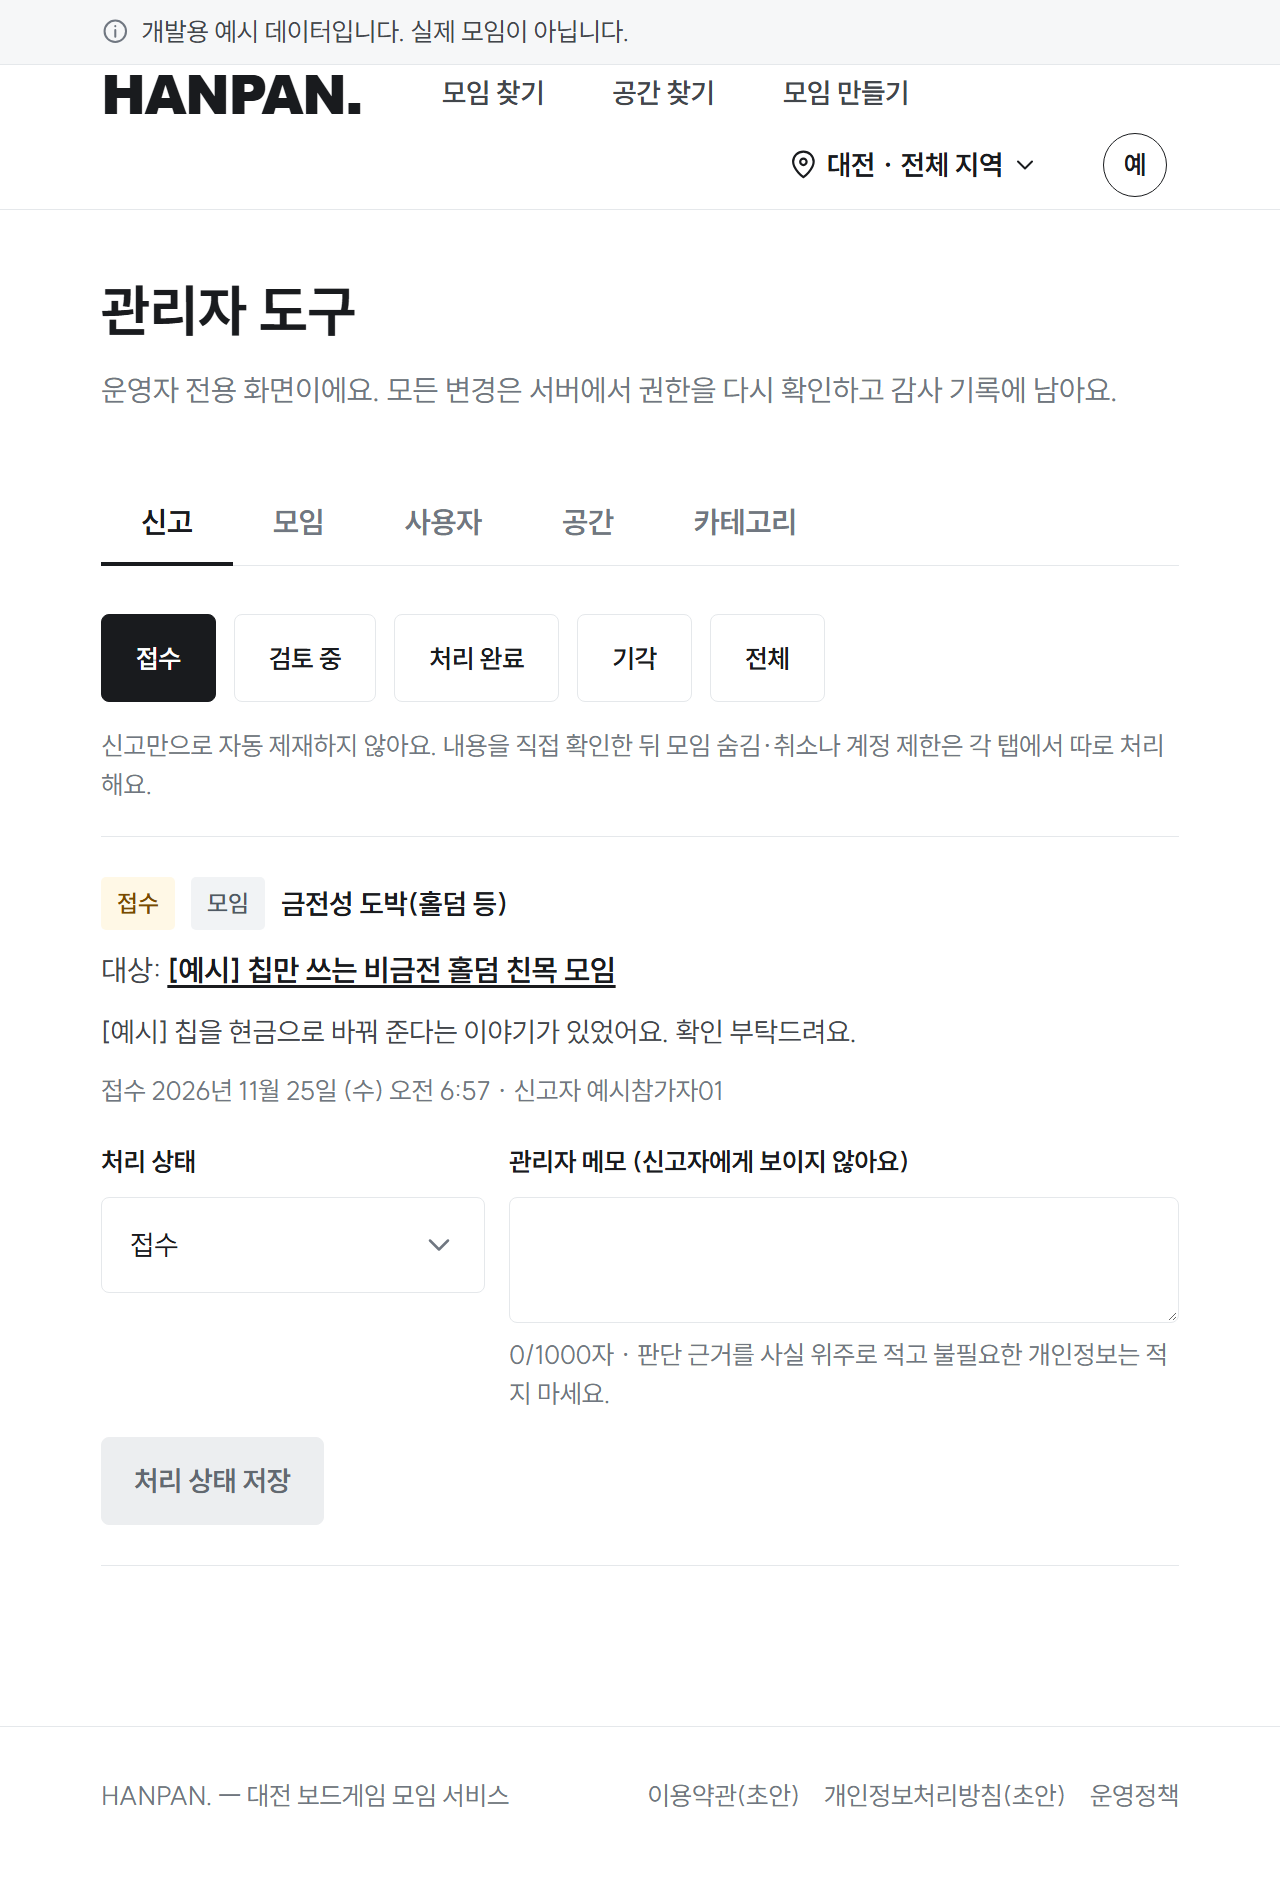 개발용 예시 데이터입니다. 실제 모임이 아닙니다.
HANPAN. 모임 찾기 공간 찾기 모임 만들기
대전 · 전체 지역 예
관리자 도구
운영자 전용 화면이에요. 모든 변경은 서버에서 권한을 다시 확인하고 감사 기록에 남아요.
신고 모임 사용자 공간 카테고리
접수 검토 중 처리 완료 기각 전체
신고만으로 자동 제재하지 않아요. 내용을 직접 확인한 뒤 모임 숨김·취소나 계정 제한은 각 탭에서 따로 처리
해요.
접수 모임 금전성 도박(홀덤 등)
대상: [예시] 칩만 쓰는 비금전 홀덤 친목 모임
[예시] 칩을 현금으로 바꿔 준다는 이야기가 있었어요. 확인 부탁드려요.
접수 2026년 11월 25일 (수) 오전 6:57 · 신고자 예시참가자01
처리 상태 관리자 메모 (신고자에게 보이지 않아요)
접수
0/1000자 · 판단 근거를 사실 위주로 적고 불필요한 개인정보는 적
지 마세요.
처리 상태 저장
HANPAN. — 대전 보드게임 모임 서비스 이용약관(초안) 개인정보처리방침(초안) 운영정책